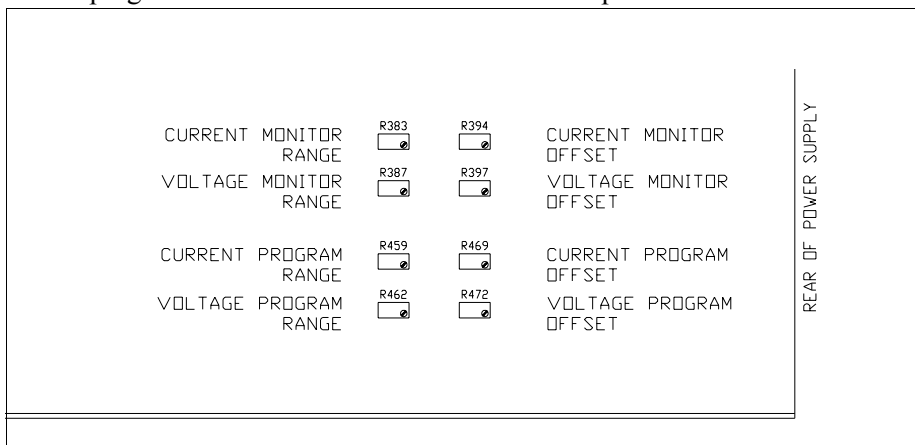 R383 R394
CURRENT MONITOR CURRENT MONITOR
RANGE OFFSET
R387 R397
VOLTAGE MONITOR VOLTAGE MONITOR
RANGE OFFSET
R459 R469
CURRENT PROGRAM CURRENT PROGRAM
RANGE OFFSET
R462 R472
VOLTAGE PROGRAM VOLTAGE PROGRAM
RANGE OFFSET
REAR OF POWER SUPPLY